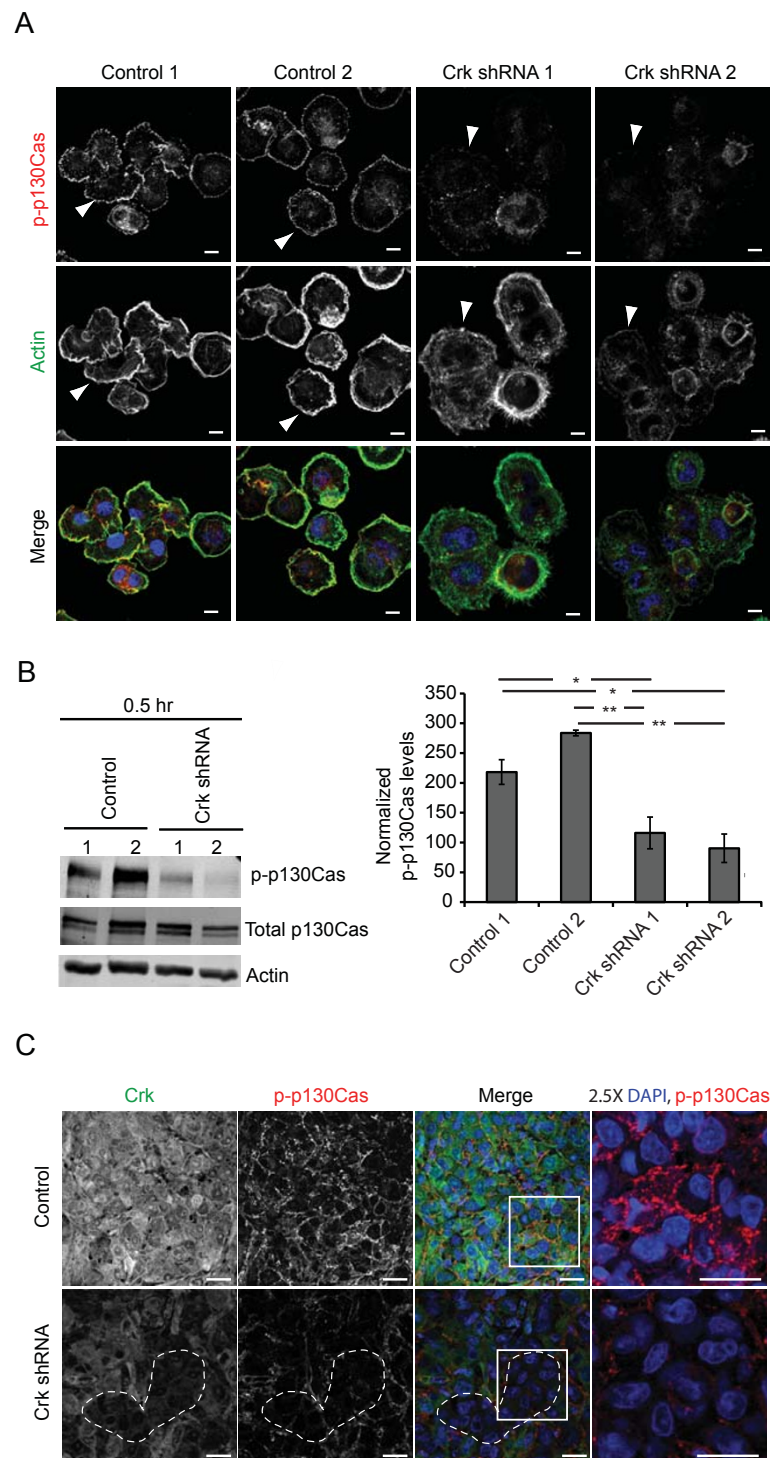 A
Control 1 Control 2 Crk shRNA 1 Crk shRNA 2
p-p130Cas
Actin
Merge
B
0.5 hr
Control Crk shRNA
1 2 1 2
p-p130Cas
Total p130Cas
Actin
*
*
**
**
Normalized
p-p130Cas levels
350
300
250
200
150
100
50
0
Control 1 Control 2 Crk shRNA 1 Crk shRNA 2
C
Crk p-p130Cas Merge 2.5X DAPI, p-p130Cas
Control
Crk shRNA